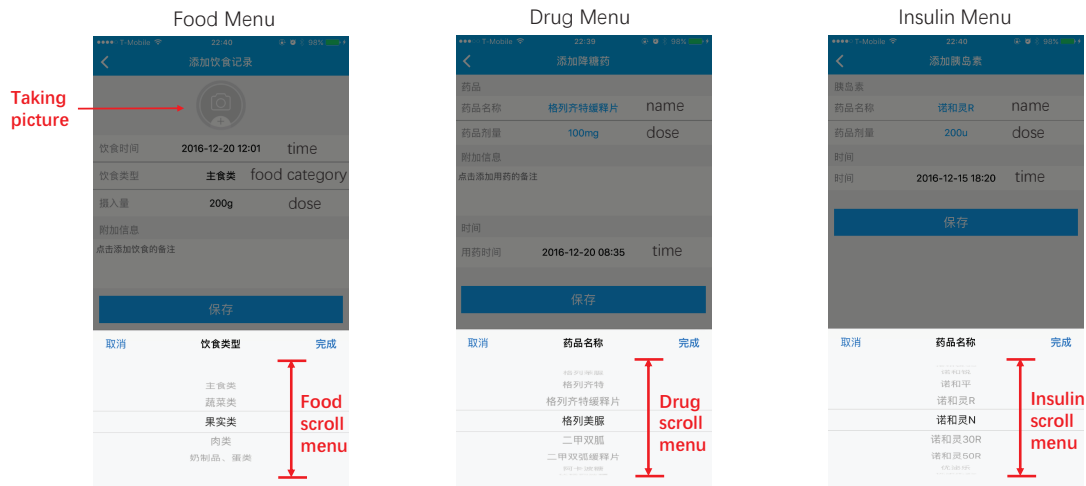 Food Menu
Drug Menu
Insulin Menu
Taking
picture
T-Mobile 22:40 98%
添加饮食记录
饮食时间 2016-12-20 12:01 time
饮食类型 主食类 food category
摄入量 200g dose
附加信息
点击添加饮食的备注
保存
取消 饮食类型 完成
主食类
蔬菜类
果实类
肉类
奶制品、蛋类
Food
scroll
menu
T-Mobile 22:39 98%
添加降糖药
药品
药品名称 格列齐特缓释片 name
药品剂量 100mg dose
附加信息
点击添加用药的备注
时间
用药时间 2016-12-20 08:35 time
保存
取消 药品名称 完成
格列齐特
格列齐特缓释片
格列美脲
二甲双胍
二甲双胍缓释片
Drug
scroll
menu
T-Mobile 22:40 98%
添加胰岛素
胰岛素
药品名称 诺和灵R name
药品剂量 200u dose
时间
时间 2016-12-15 18:20 time
保存
取消 药品名称 完成
诺和平
诺和灵R
诺和灵N
诺和灵30R
诺和灵50R
Insulin
scroll
menu